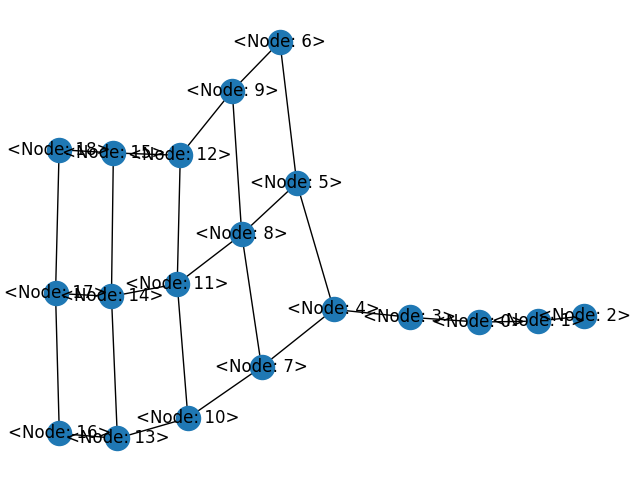 <Node: 6>
<Node: 9>
<Node: 18>
<Node: 15>
<Node: 12>
<Node: 5>
<Node: 8>
<Node: 17>
<Node: 14>
<Node: 11>
<Node: 4>
<Node: 3>
<Node: 0>
<Node: 1>
<Node: 2>
<Node: 7>
<Node: 10>
<Node: 16>
<Node: 13>